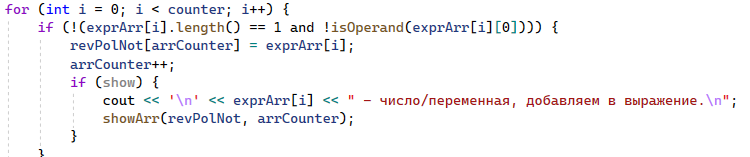 for (int i = 0; i < counter; i++) {
if (!(exprArr[i].length() == 1 and !isOperand(exprArr[i][0]))) {
revPolNot[arrCounter] = exprArr[i];
arrCounter++;
if (show) {
cout << '\n' << exprArr[i] << " – число/переменная, добавляем в выражение.\n";
showArr(revPolNot, arrCounter);
}
}